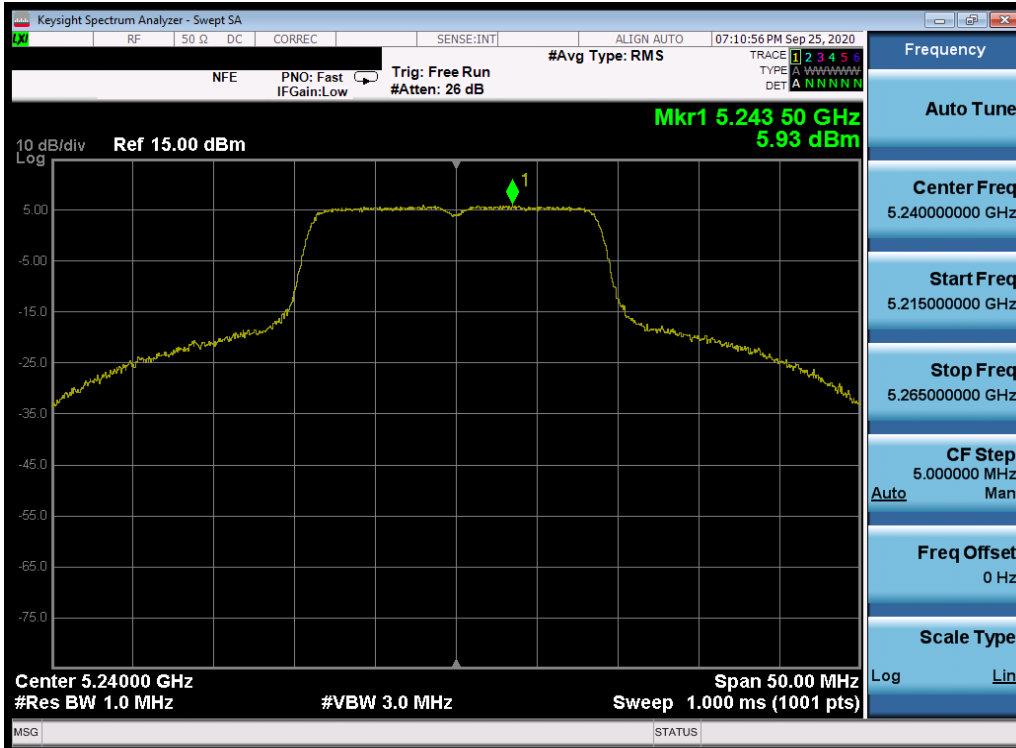 Keysight Spectrum Analyzer - Swept SA
LXI RF 50 Ω DC CORREC SENSE:INT ALIGN AUTO 07:10:56 PM Sep 25, 2020
NFE PNO: Fast Trig: Free Run #Avg Type: RMS TRACE 1 2 3 4 5 6
IFGain:Low #Atten: 26 dB TYPE A WWWWW
DET A N N N N N
Mkr1 5.243 50 GHz
5.93 dBm
10 dB/div Ref 15.00 dBm
Log
1
5.00
-5.00
-15.0
-25.0
-35.0
-45.0
-55.0
-65.0
-75.0
Center 5.24000 GHz Span 50.00 MHz
#Res BW 1.0 MHz #VBW 3.0 MHz Sweep 1.000 ms (1001 pts)
MSG STATUS
Frequency
Auto Tune
Center Freq
5.240000000 GHz
Start Freq
5.215000000 GHz
Stop Freq
5.265000000 GHz
CF Step
5.000000 MHz
Auto Man
Freq Offset
0 Hz
Scale Type
Log Lin